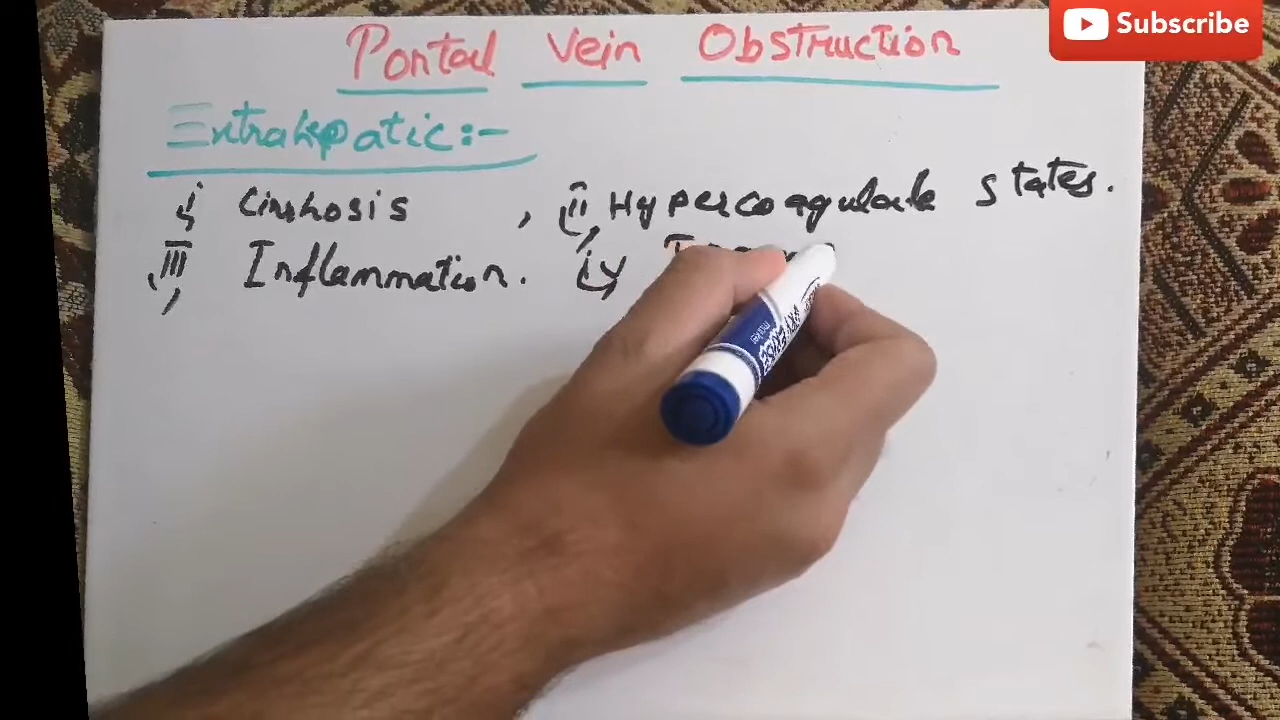 Subscribe
Portal Vein Obstruction
Extrahepatic:-
i, Cirrhosis , ii, Hypercoagulable states.
III, Inflammation. iv,